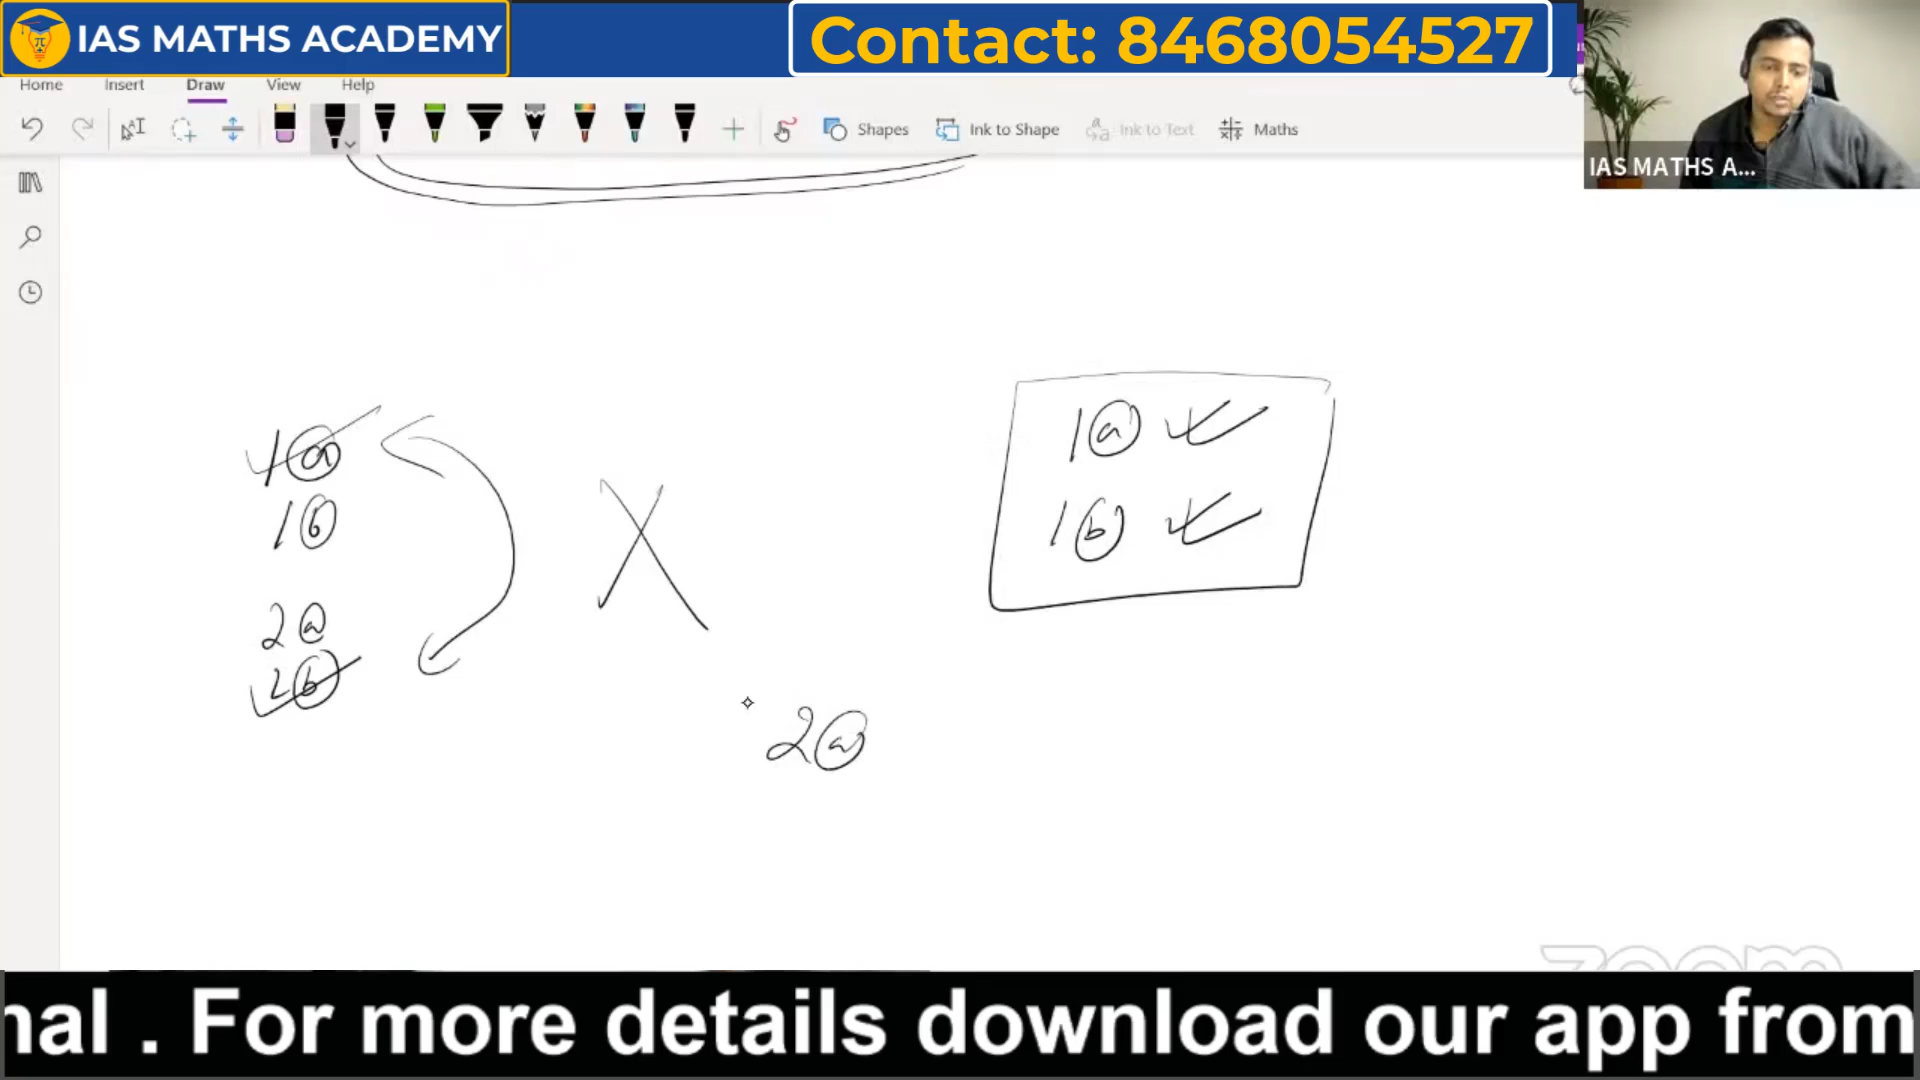 IAS MATHS ACADEMY
Contact: 8468054527
Home Insert Draw View Help
Shapes Ink to Shape Ink to Text Maths
IAS MATHS A...
1 a
1 b
2 a
2 b
1 a
1 b
2 a
zoom
nal . For more details download our app from